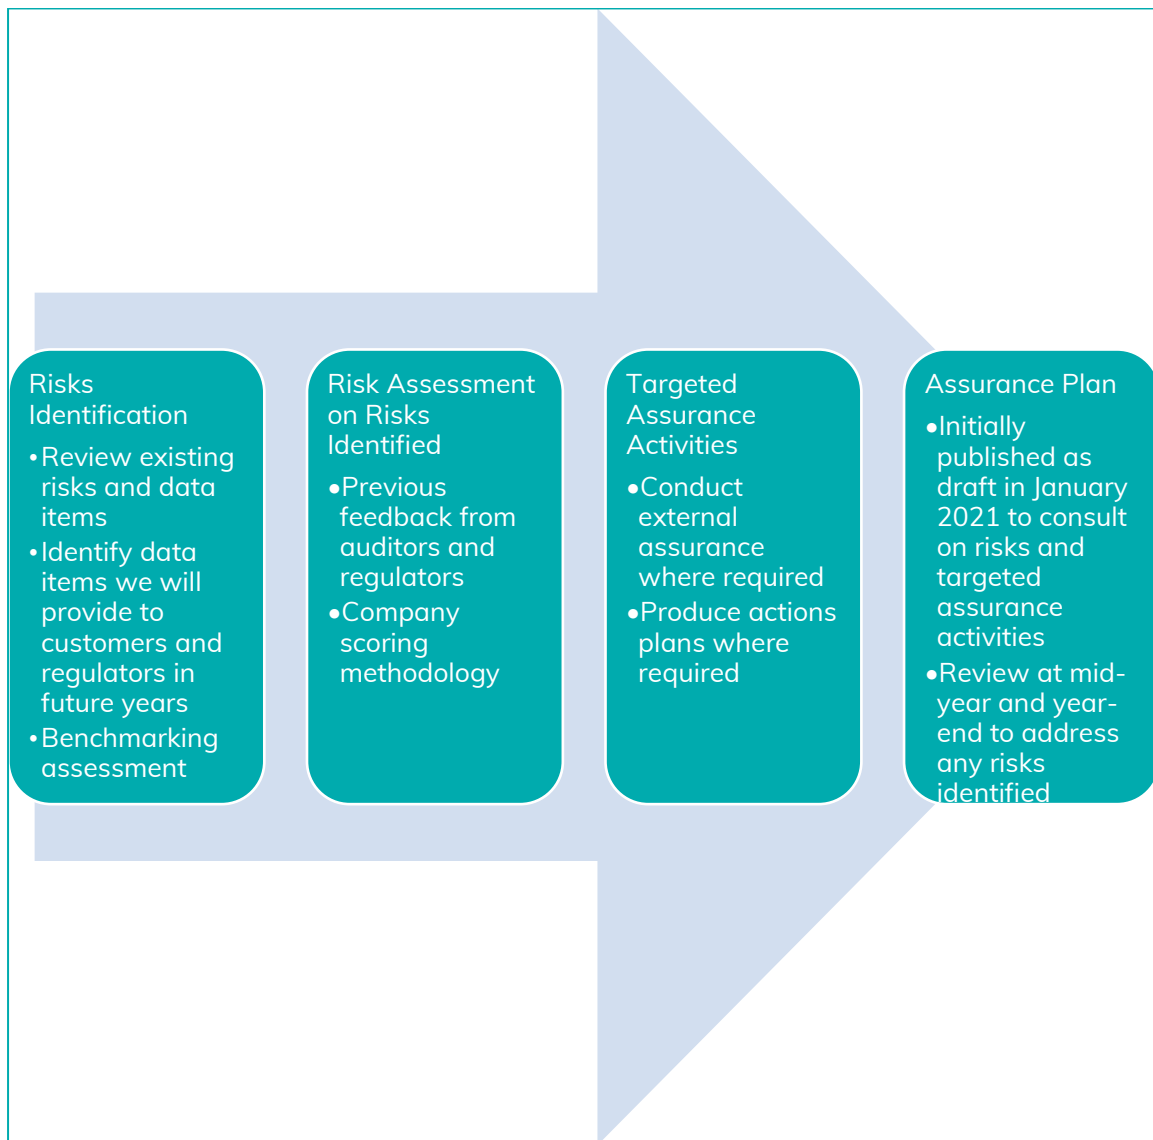 Risks
Identification
•Review existing
risks and data
items
•Identify data
items we will
provide to
customers and
regulators in
future years
•Benchmarking
assessment
Risk Assessment
on Risks
Identified
•Previous
feedback from
auditors and
regulators
•Company
scoring
methodology
Targeted
Assurance
Activities
•Conduct
external
assurance
where required
•Produce actions
plans where
required
Assurance Plan
•Initially
published as
draft in January
2021 to consult
on risks and
targeted
assurance
activities
•Review at mid-
year and year-
end to address
any risks
identified